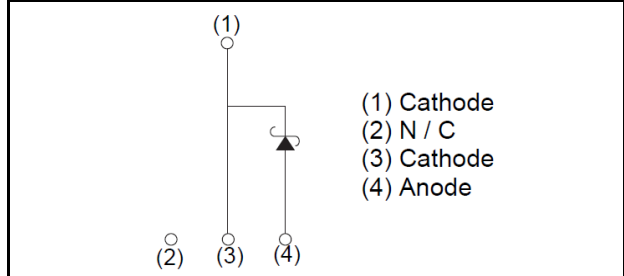 (1)
(1) Cathode
(2) N / C
(3) Cathode
(4) Anode
(2) (3) (4)